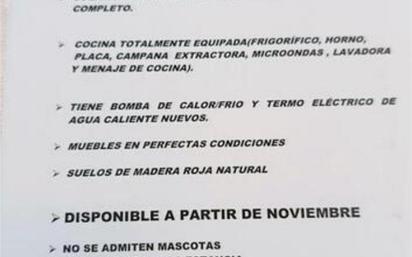 COMPLETO.
➢ COCINA TOTALMENTE EQUIPADA(FRIGORÍFICO, HORNO,
PLACA, CAMPANA EXTRACTORA, MICROONDAS , LAVADORA
Y MENAJE DE COCINA).
➢ TIENE BOMBA DE CALOR/FRIO Y TERMO ELÉCTRICO DE
AGUA CALIENTE NUEVOS.
➢ MUEBLES EN PERFECTAS CONDICIONES
➢ SUELOS DE MADERA ROJA NATURAL
➢ DISPONIBLE A PARTIR DE NOVIEMBRE
➢ NO SE ADMITEN MASCOTAS